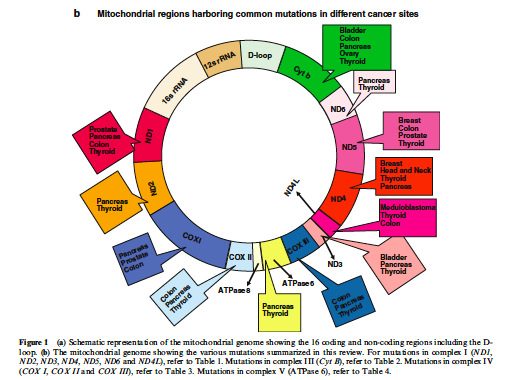 b Mitochondrial regions harboring common mutations in different cancer sites
Bladder
Colon
Pancreas
Ovary
Thyroid
D-loop
12s rRNA
Cyt b
16s rRNA
Pancreas
Thyroid
ND6
Prostate
Pancreas
Colon
Thyroid
ND1
Breast
Colon
Prostate
Thyroid
ND5
Breast
Head and Neck
Thyroid
Pancreas
ND4L
ND4
ND2
Pancreas
Thyroid
Meduloblastoma
Thyroid
Colon
COXI
COX III
Pancreas
Prostate
Colon
COX II
ND3
Bladder
Pancreas
Thyroid
Colon
Pancreas
Thyroid
ATPase8
ATPase6
Pancreas
Thyroid
Colon
Pancreas
Thyroid
Figure 1 (a) Schematic representation of the mitochondrial genome showing the 16 coding and non-coding regions including the D-
loop. (b) The mitochondrial genome showing the various mutations summarized in this review. For mutations in complex I (ND1,
ND2, ND3, ND4, ND5, ND6 and ND4L), refer to Table 1. Mutations in complex III (Cyt B), refer to Table 2. Mutations in complex IV
(COX I, COX II and COX III), refer to Table 3. Mutations in complex V (ATPase 6), refer to Table 4.